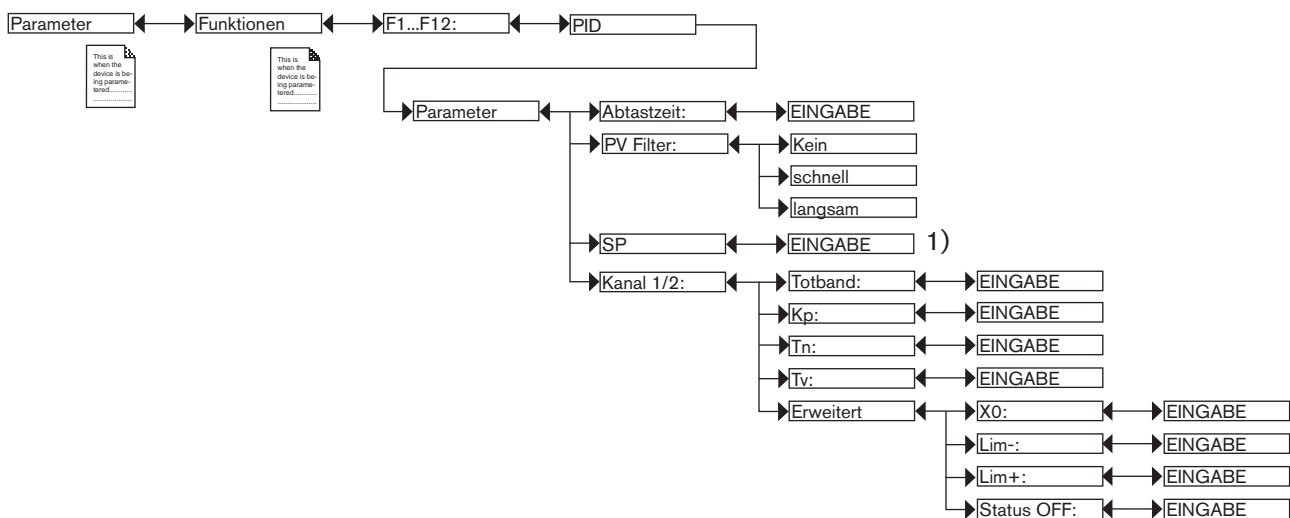 Parameter Funktionen F1...F12: PID
This is
when the
device is be-
ing parame-
tered...........
...................
This is
when the
device is be-
ing parame-
tered...........
...................
Parameter Abtastzeit: EINGABE
PV Filter: Kein
schnell
langsam
SP EINGABE 1)
Kanal 1/2: Totband: EINGABE
Kp: EINGABE
Tn: EINGABE
Tv: EINGABE
Erweitert X0: EINGABE
Lim-: EINGABE
Lim+: EINGABE
Status OFF: EINGABE